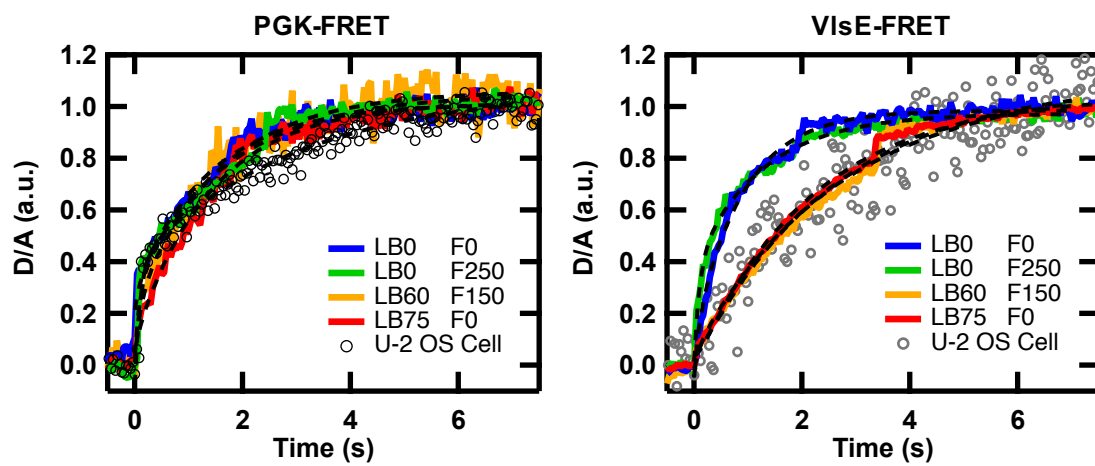 PGK-FRET
1.2
1.0
0.8
0.6
0.4
0.2
0.0
D/A (a.u.)
LB0 F0
LB0 F250
LB60 F150
LB75 F0
U-2 OS Cell
0 2 4 6
Time (s)
VlsE-FRET
1.2
1.0
0.8
0.6
0.4
0.2
0.0
D/A (a.u.)
LB0 F0
LB0 F250
LB60 F150
LB75 F0
U-2 OS Cell
0 2 4 6
Time (s)